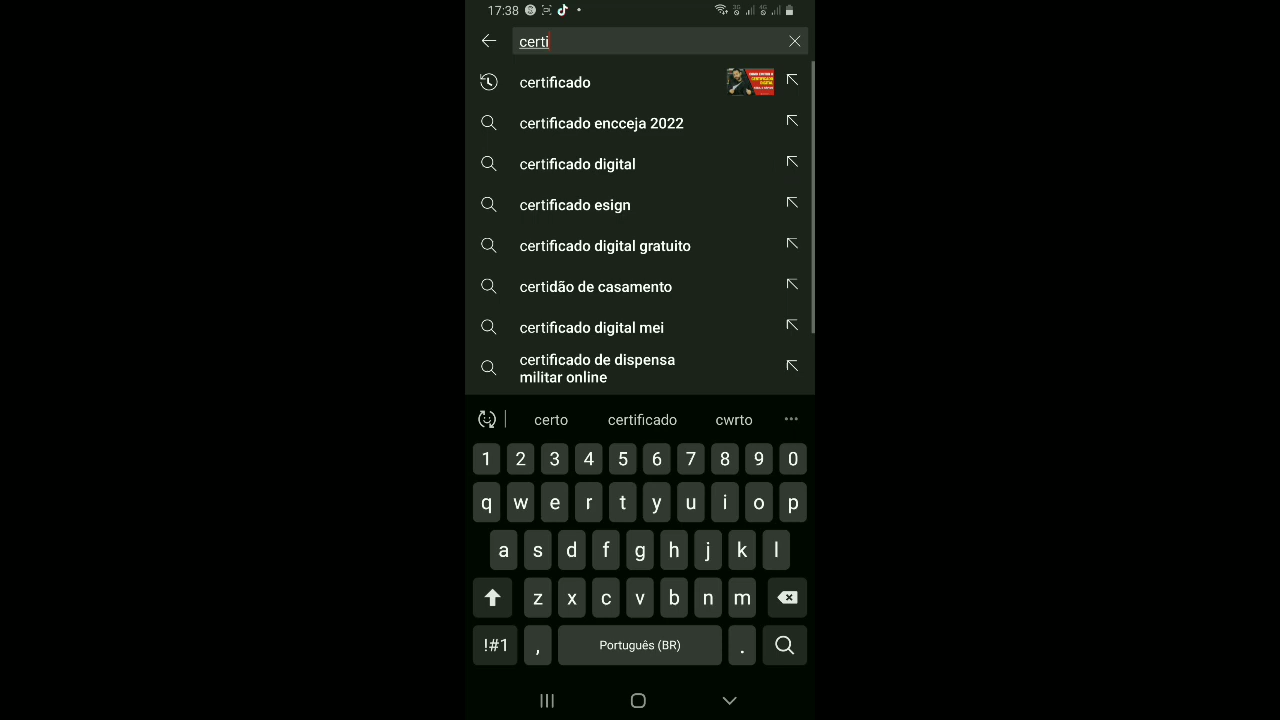 17:38
certi
certificado
certificado encceja 2022
certificado digital
certificado esign
certificado digital gratuito
certidão de casamento
certificado digital mei
certificado de dispensa
militar online
certo certificado cwrto
1 2 3 4 5 6 7 8 9 0
q w e r t y u i o p
a s d f g h j k l
z x c v b n m
!#1 , Português (BR) .